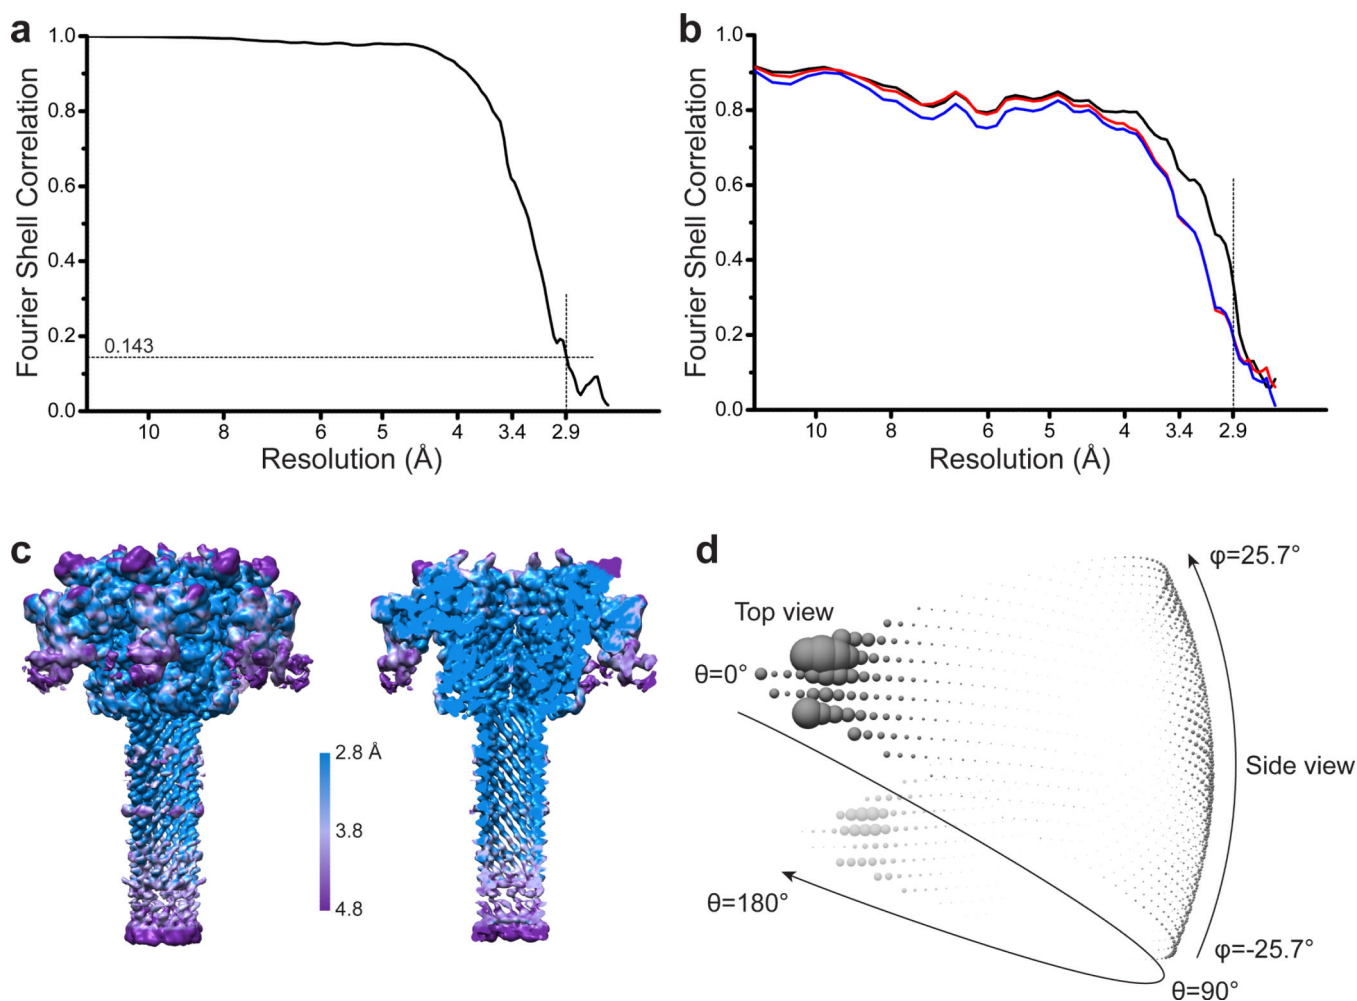 a
Fourier Shell Correlation
1.0
0.8
0.6
0.4
0.2
0.0
0.143
10 8 6 5 4 3.4 2.9
Resolution (Å)
b
Fourier Shell Correlation
1.0
0.8
0.6
0.4
0.2
0.0
10 8 6 5 4 3.4 2.9
Resolution (Å)
c
2.8 Å
3.8
4.8
d
φ=25.7°
Top view
θ=0°
Side view
θ=180°
φ=-25.7°
θ=90°